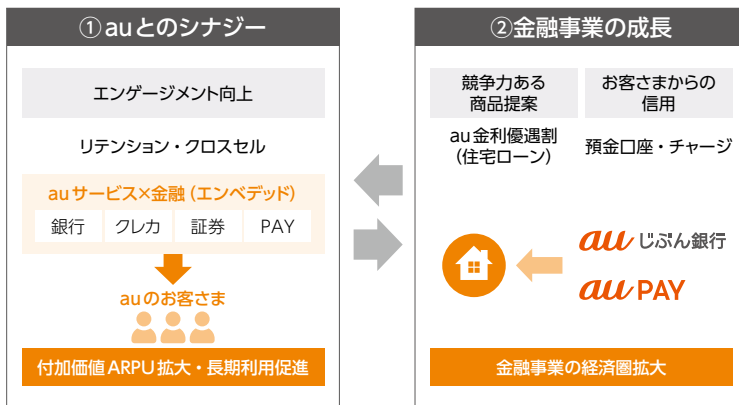 ①auとのシナジー
エンゲージメント向上
リテンション・クロスセル
auサービス×金融（エンベデッド）
銀行 クレカ 証券 PAY
auのお客さま
付加価値ARPU拡大・長期利用促進
②金融事業の成長
競争力ある
商品提案
au金利優遇割
（住宅ローン）
お客さまからの
信用
預金口座・チャージ
au じぶん銀行
au PAY
金融事業の経済圏拡大